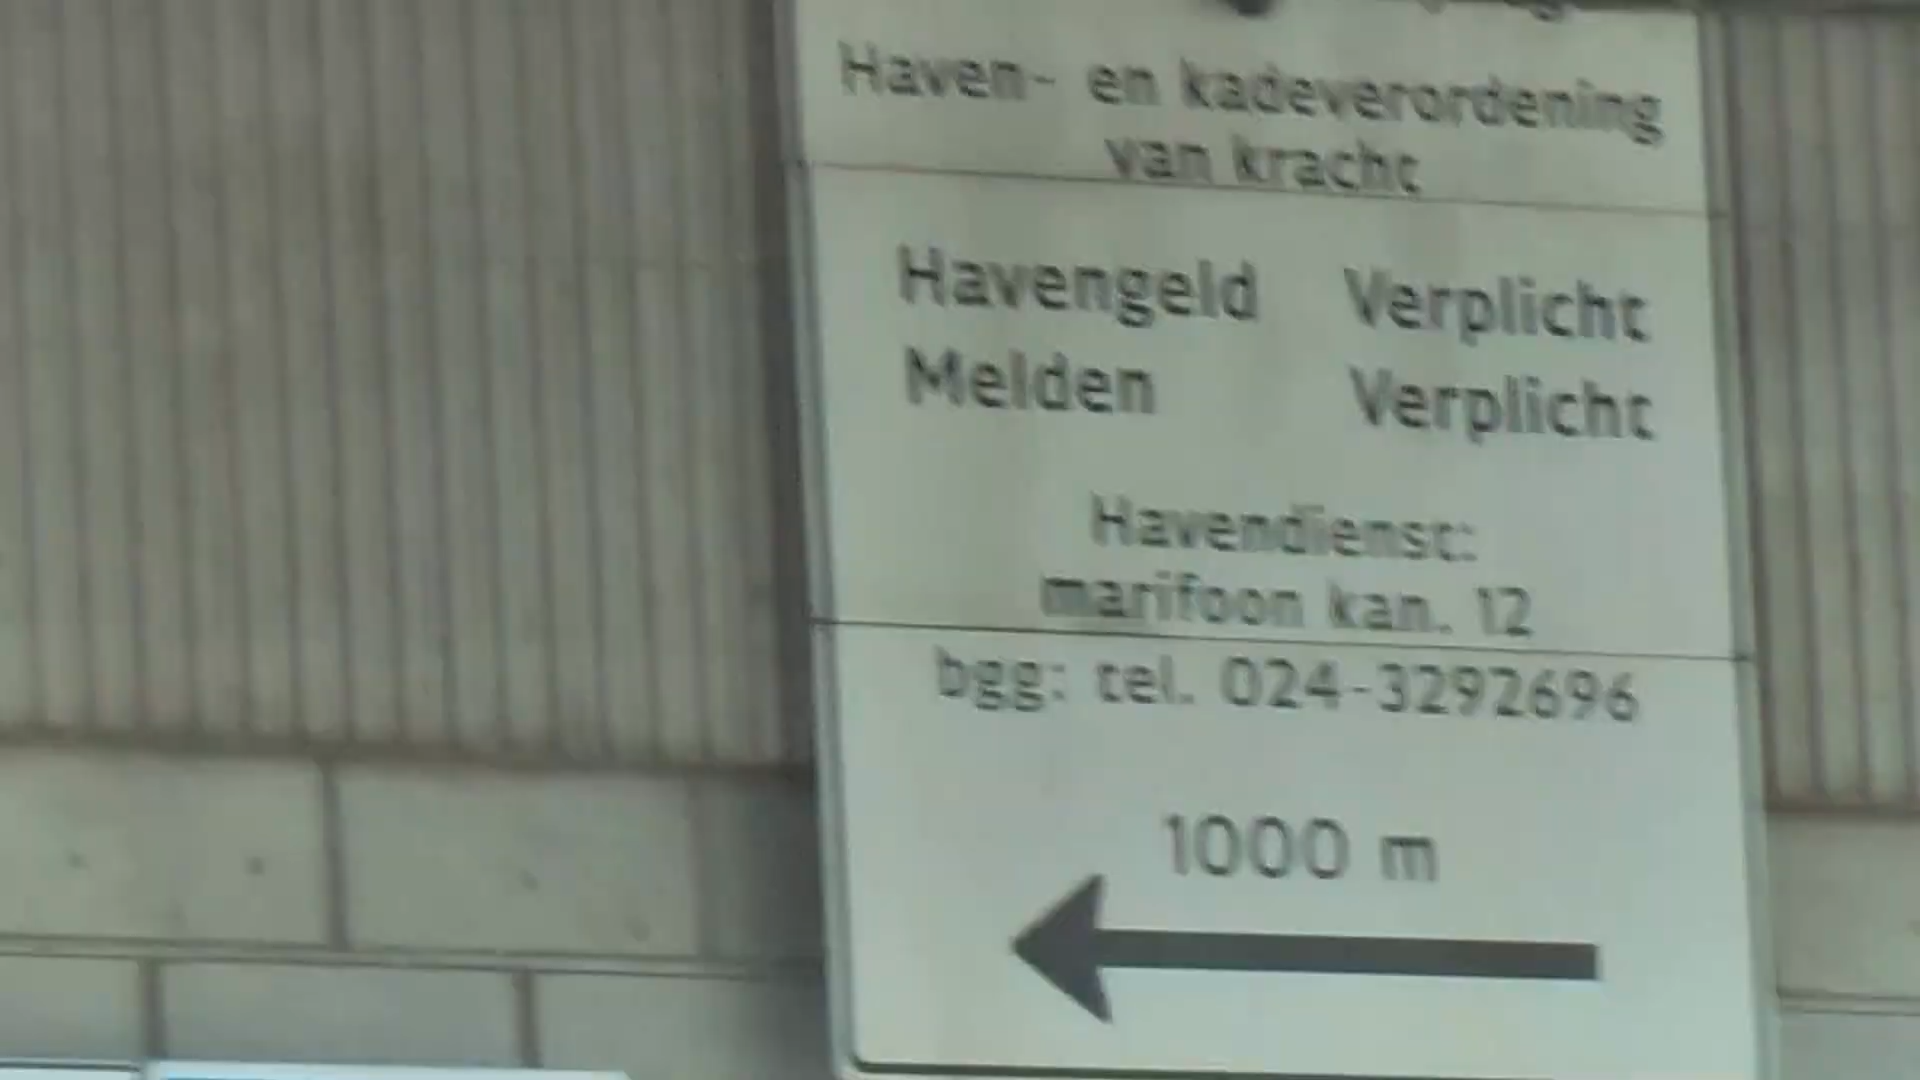 Haven- en kadeverordening
van kracht
Havengeld Verplicht
Melden Verplicht
Havendienst:
marifoon kan. 12
bgg: tel. 024-3292696
1000 m